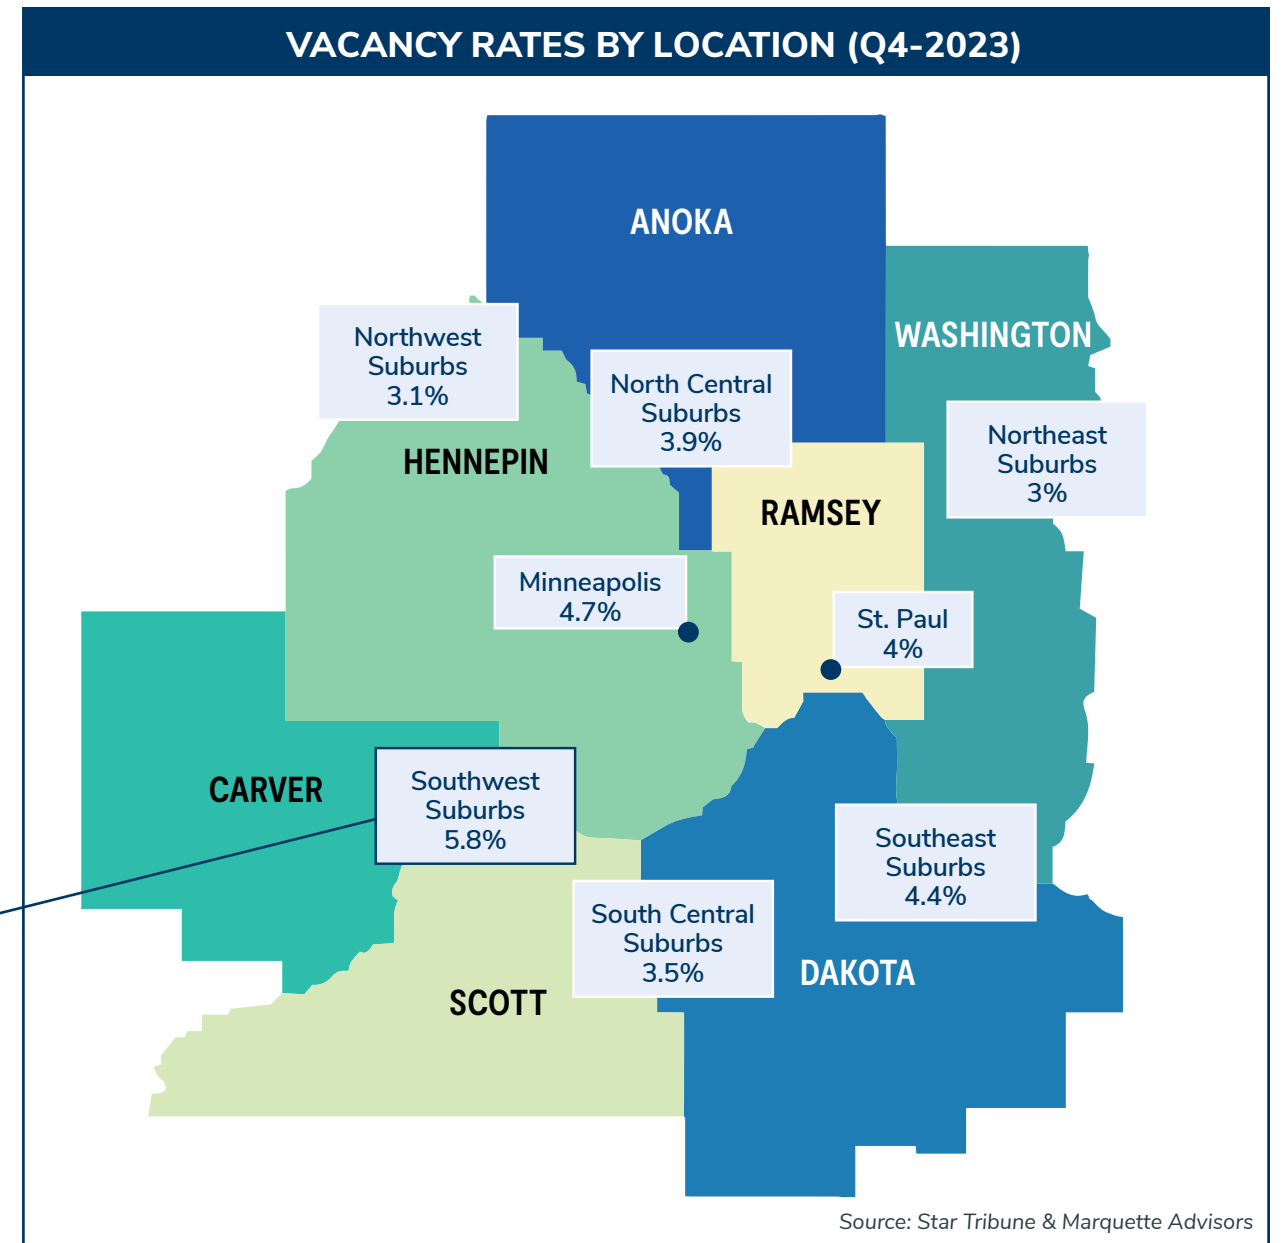 VACANCY RATES BY LOCATION (Q4-2023)
ANOKA
WASHINGTON
Northwest
Suburbs
3.1%
North Central
Suburbs
3.9%
Northeast
Suburbs
3%
HENNEPIN
RAMSEY
Minneapolis
4.7%
St. Paul
4%
CARVER
Southwest
Suburbs
5.8%
Southeast
Suburbs
4.4%
South Central
Suburbs
3.5%
DAKOTA
SCOTT
Source: Star Tribune & Marquette Advisors